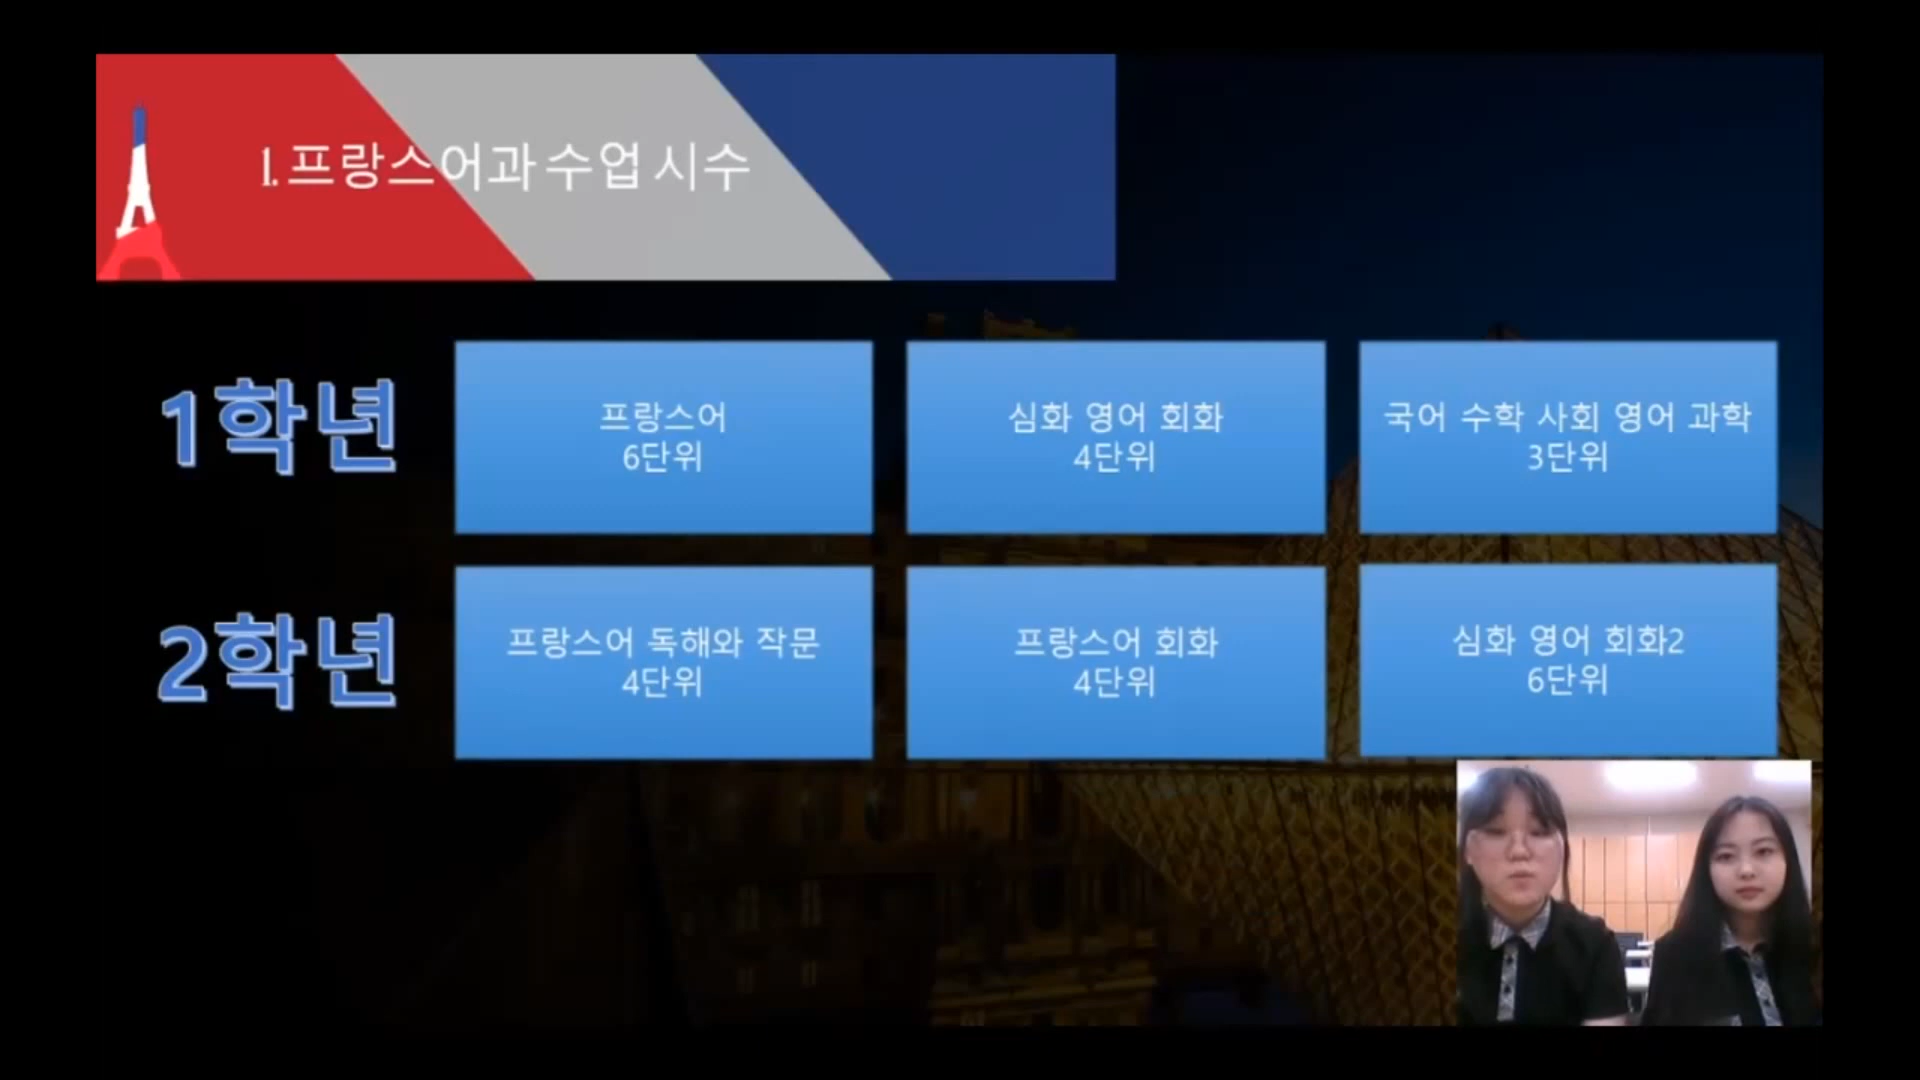 1. 프랑스어과 수업 시수
1학년
프랑스어
6단위
심화 영어 회화
4단위
국어 수학 사회 영어 과학
3단위
2학년
프랑스어 독해와 작문
4단위
프랑스어 회화
4단위
심화 영어 회화2
6단위